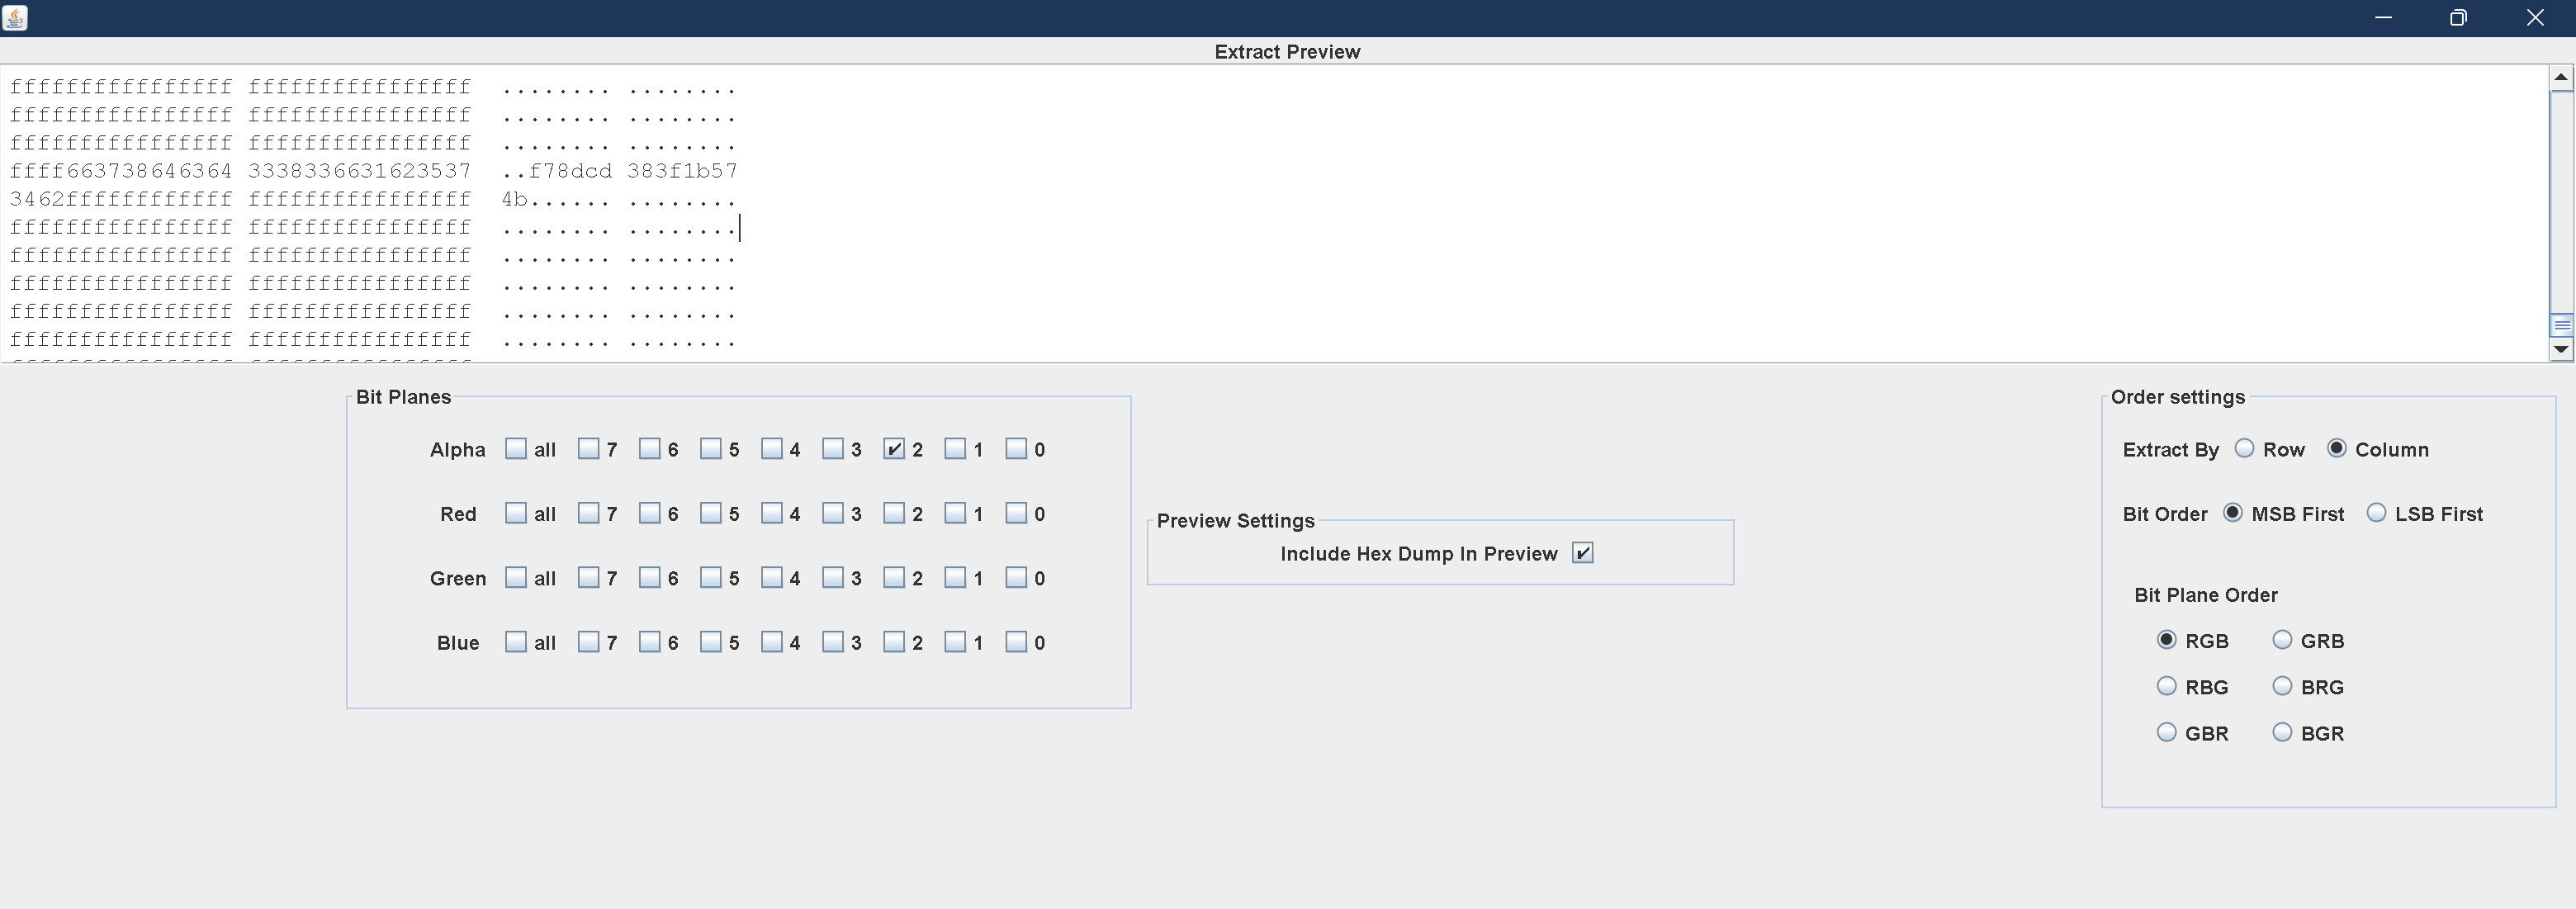 Extract Preview
ffffffffffffffff ffffffffffffffff ........ ........
ffffffffffffffff ffffffffffffffff ........ ........
ffffffffffffffff ffffffffffffffff ........ ........
ffff663738646364 3338336631623537 ..f78dcd 383f1b57
3462ffffffffffff ffffffffffffffff 4b...... ........
ffffffffffffffff ffffffffffffffff ........ ........
ffffffffffffffff ffffffffffffffff ........ ........
ffffffffffffffff ffffffffffffffff ........ ........
ffffffffffffffff ffffffffffffffff ........ ........
ffffffffffffffff ffffffffffffffff ........ ........
Bit Planes
Alpha all 7 6 5 4 3 2 1 0
Red all 7 6 5 4 3 2 1 0
Green all 7 6 5 4 3 2 1 0
Blue all 7 6 5 4 3 2 1 0
Preview Settings
Include Hex Dump In Preview
Order settings
Extract By Row Column
Bit Order MSB First LSB First
Bit Plane Order
RGB GRB
RBG BRG
GBR BGR